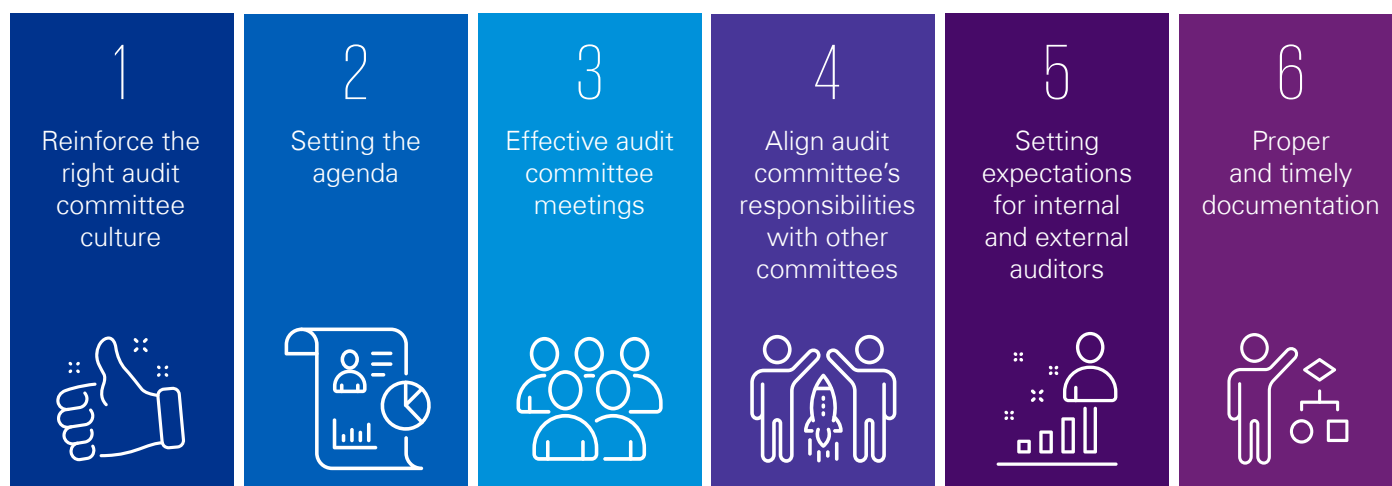 1
Reinforce the
right audit
committee
culture
2
Setting the
agenda
3
Effective audit
committee
meetings
4
Align audit
committee’s
responsibilities
with other
committees
5
Setting
expectations
for internal
and external
auditors
6
Proper
and timely
documentation